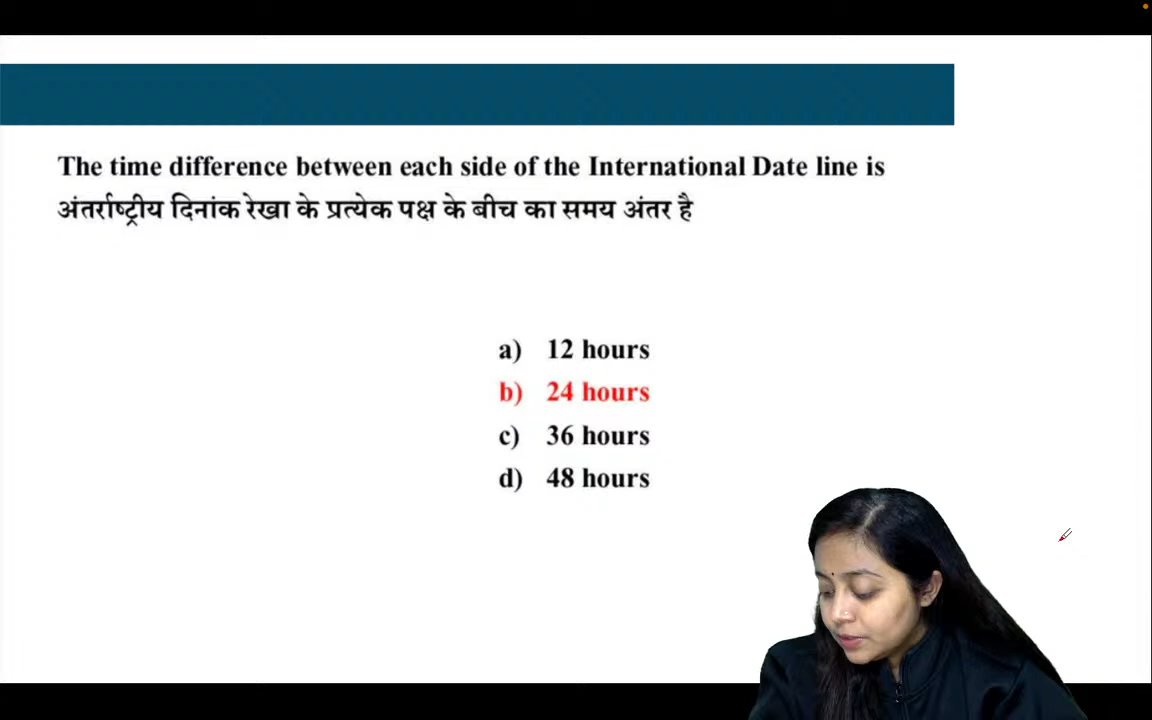 The time difference between each side of the International Date line is
अंतर्राष्ट्रीय दिनांक रेखा के प्रत्येक पक्ष के बीच का समय अंतर है
a) 12 hours
b) 24 hours
c) 36 hours
d) 48 hours